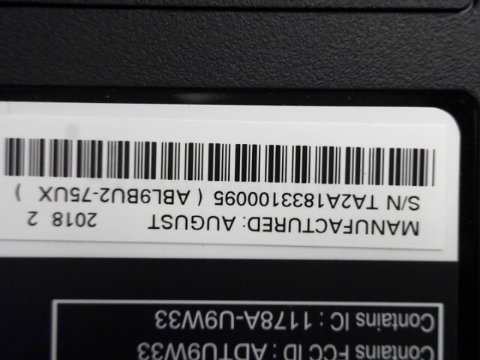 Contains FCC ID : ADTU9W33
Contains IC : 1178A-U9W33
MANUFACTURED: AUGUST 2018 2
S/N TA2A1833100095 ( ABL9BU2-75UX )